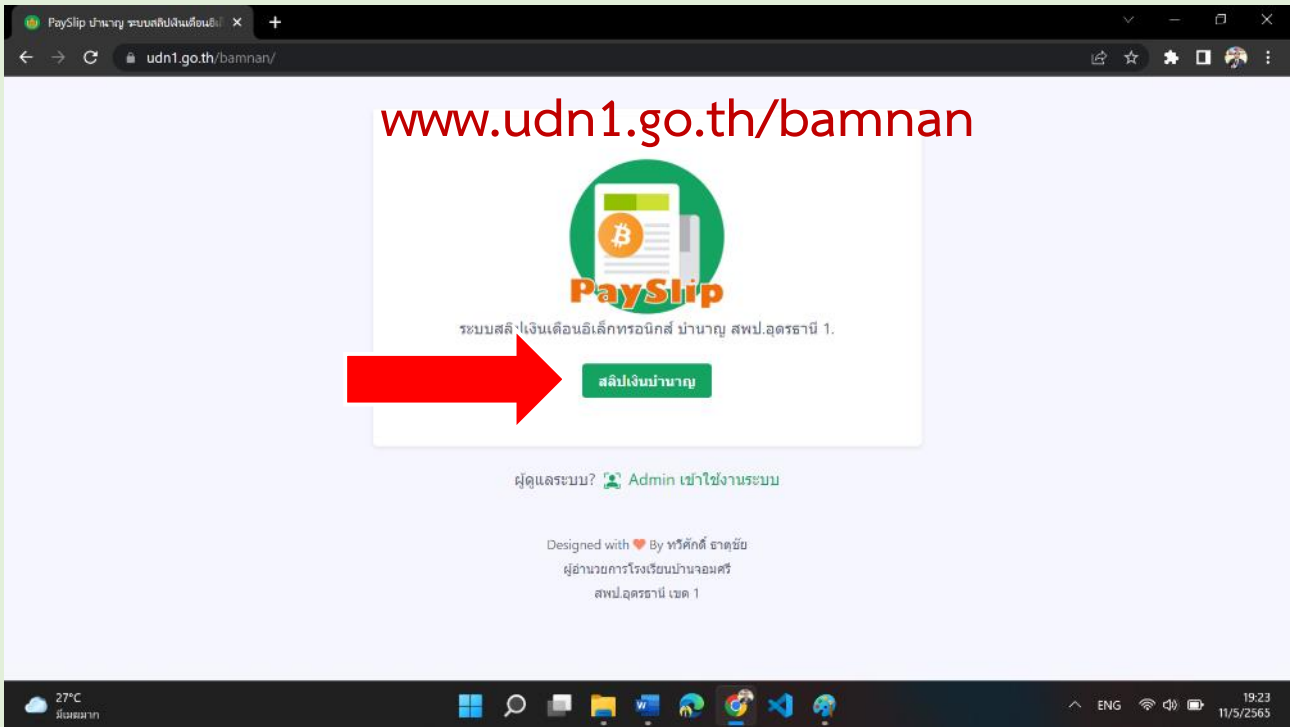 PaySlip บำนาญ ระบบสลิปเงินเดือนอิเ
udn1.go.th/bamnan/
www.udn1.go.th/bamnan
PaySlip
ระบบสลิปเงินเดือนอิเล็กทรอนิกส์ บำนาญ สพป.อุดรธานี 1.
สลิปเงินบำนาญ
ผู้ดูแลระบบ? Admin เข้าใช้งานระบบ
Designed with ❤ By ทวีศักดิ์ ธาตุชัย
ผู้อำนวยการโรงเรียนบ้านจอมศรี
สพป.อุดรธานี เขต 1
27°C
มีเมฆมาก
ENG
19:23
11/5/2565